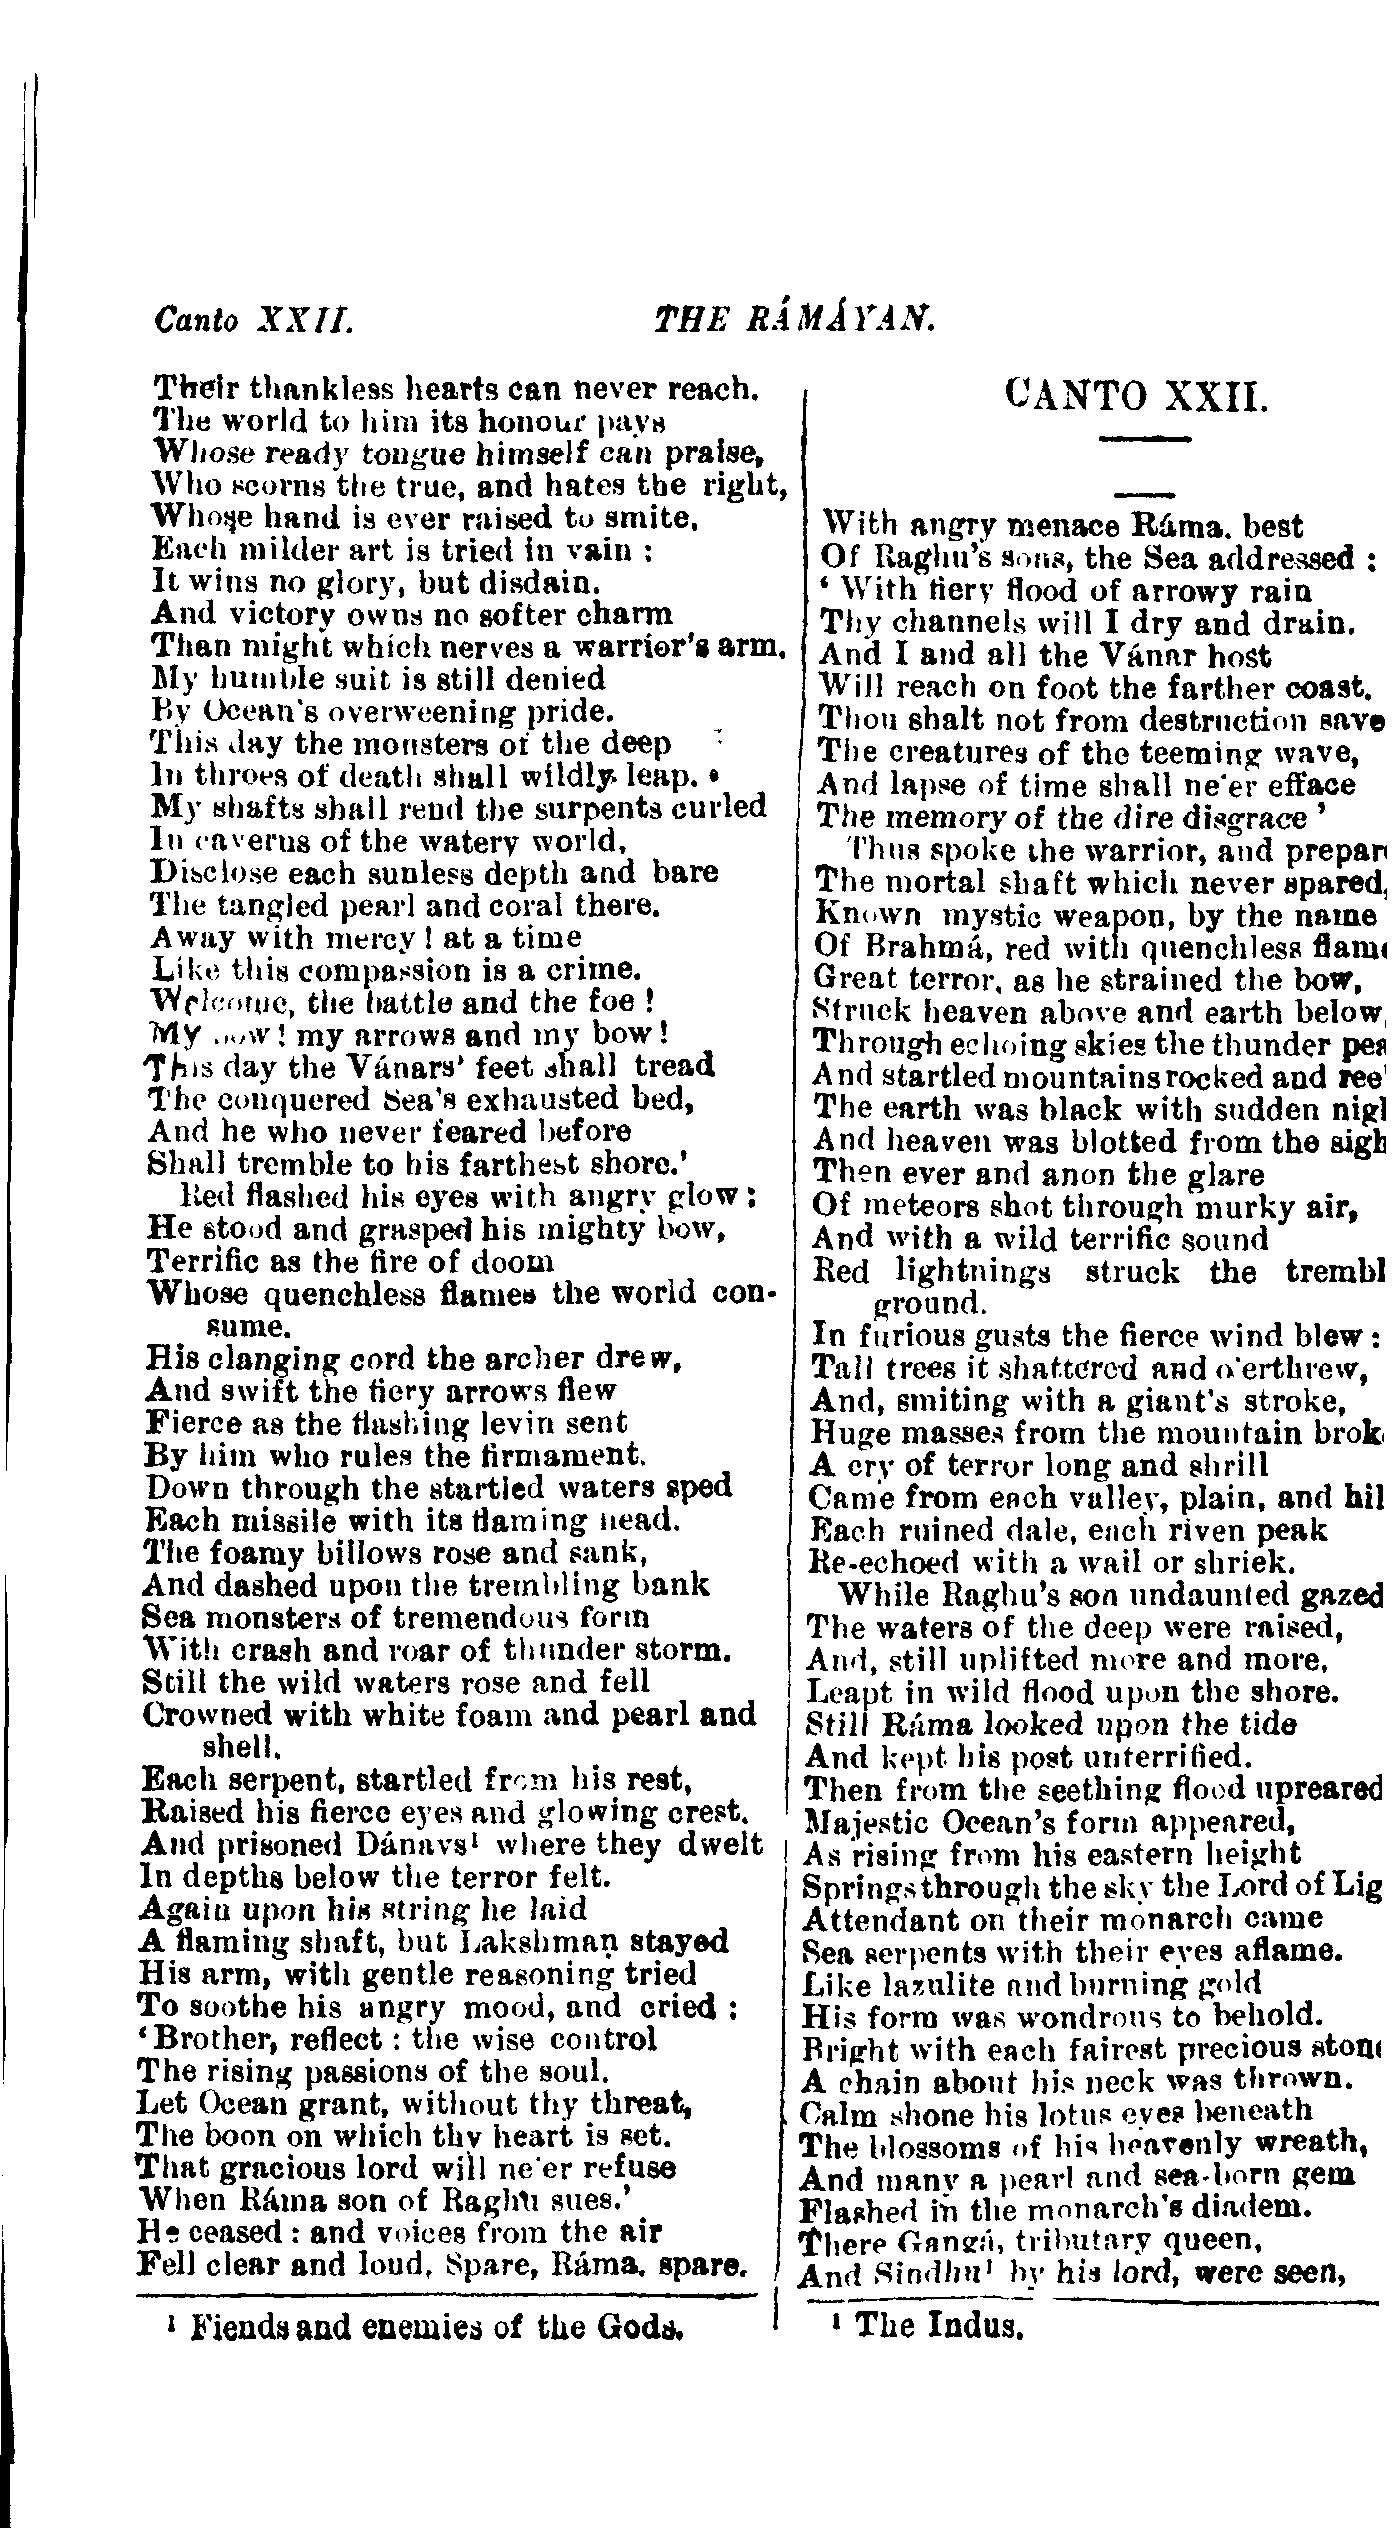 Canto XXII. THE RÁMÁYAN.
Their thankless hearts can never reach.
The world to him its honour pays
Whose ready tongue himself can praise,
Who scorns the true, and hates the right,
Whose hand is ever raised to smite.
Each milder art is tried in vain :
It wins no glory, but disdain.
And victory owns no softer charm
Than might which nerves a warrior's arm.
My humble suit is still denied
By Ocean's overweening pride.
This day the monsters of the deep
In throes of death shall wildly leap.
My shafts shall rend the surpents curled
In caverns of the watery world,
Disclose each sunless depth and bare
The tangled pearl and coral there.
Away with mercy ! at a time
Like this compassion is a crime.
Welcome, the battle and the foe !
My bow ! my arrows and my bow !
This day the Vánars' feet shall tread
The conquered Sea's exhausted bed,
And he who never feared before
Shall tremble to his farthest shore.'
Red flashed his eyes with angry glow :
He stood and grasped his mighty bow,
Terrific as the fire of doom
Whose quenchless flames the world con-
sume.
His clanging cord the archer drew,
And swift the fiery arrows flew
Fierce as the flashing levin sent
By him who rules the firmament.
Down through the startled waters sped
Each missile with its flaming head.
The foamy billows rose and sank,
And dashed upon the trembling bank
Sea monsters of tremendous form
With crash and roar of thunder storm.
Still the wild waters rose and fell
Crowned with white foam and pearl and
shell.
Each serpent, startled from his rest,
Raised his fierce eyes and glowing crest.
And prisoned Dánavs¹ where they dwelt
In depths below the terror felt.
Again upon his string he laid
A flaming shaft, but Lakshmaṇ stayed
His arm, with gentle reasoning tried
To soothe his angry mood, and cried :
'Brother, reflect : the wise control
The rising passions of the soul.
Let Ocean grant, without thy threat,
The boon on which thy heart is set.
That gracious lord will ne'er refuse
When Ráma son of Raghu sues.'
He ceased : and voices from the air
Fell clear and loud, Spare, Ráma, spare.
¹ Fiends and enemies of the Gods.
CANTO XXII.
With angry menace Ráma. best
Of Raghu's sons, the Sea addressed :
' With fiery flood of arrowy rain
Thy channels will I dry and drain.
And I and all the Vánar host
Will reach on foot the farther coast.
Thou shalt not from destruction save
The creatures of the teeming wave,
And lapse of time shall ne'er efface
The memory of the dire disgrace '
Thus spoke the warrior, and prepar
The mortal shaft which never spared,
Known mystic weapon, by the name
Of Brahmá, red with quenchless flam
Great terror, as he strained the bow,
Struck heaven above and earth below,
Through echoing skies the thunder pea
And startled mountains rocked and ree
The earth was black with sudden nig
And heaven was blotted from the sigh
Then ever and anon the glare
Of meteors shot through murky air,
And with a wild terrific sound
Red lightnings struck the trembl
ground.
In furious gusts the fierce wind blew :
Tall trees it shattered and o'erthrew,
And, smiting with a giant's stroke,
Huge masses from the mountain brok
A cry of terror long and shrill
Came from each valley, plain, and hil
Each ruined dale, each riven peak
Re-echoed with a wail or shriek.
While Raghu's son undaunted gazed
The waters of the deep were raised,
And, still uplifted more and more,
Leapt in wild flood upon the shore.
Still Ráma looked upon the tide
And kept his post unterrified.
Then from the seething flood upreared
Majestic Ocean's form appeared,
As rising from his eastern height
Springs through the sky the Lord of Lig
Attendant on their monarch came
Sea serpents with their eyes aflame.
Like lazulite and burning gold
His form was wondrous to behold.
Bright with each fairest precious ston
A chain about his neck was thrown.
Calm shone his lotus eyes beneath
The blossoms of his heavenly wreath,
And many a pearl and sea-born gem
Flashed in the monarch's diadem.
There Gangá, tributary queen,
And Sindhu¹ by his lord, were seen,
¹ The Indus.